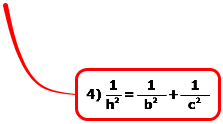 4) 1/h² = 1/b² + 1/c²